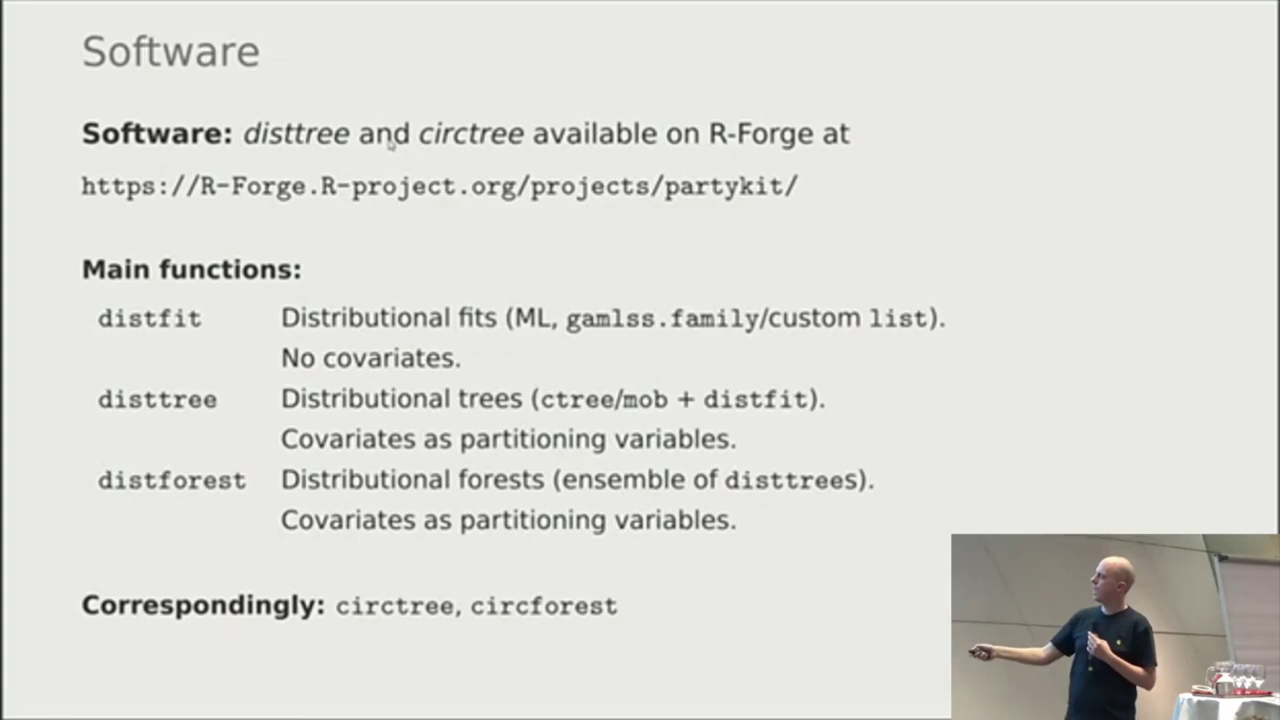 Software
Software: disttree and circtree available on R-Forge at
https://R-Forge.R-project.org/projects/partykit/
Main functions:
distfit Distributional fits (ML, gamlss.family/custom list).
No covariates.
disttree Distributional trees (ctree/mob + distfit).
Covariates as partitioning variables.
distforest Distributional forests (ensemble of disttrees).
Covariates as partitioning variables.
Correspondingly: circtree, circforest